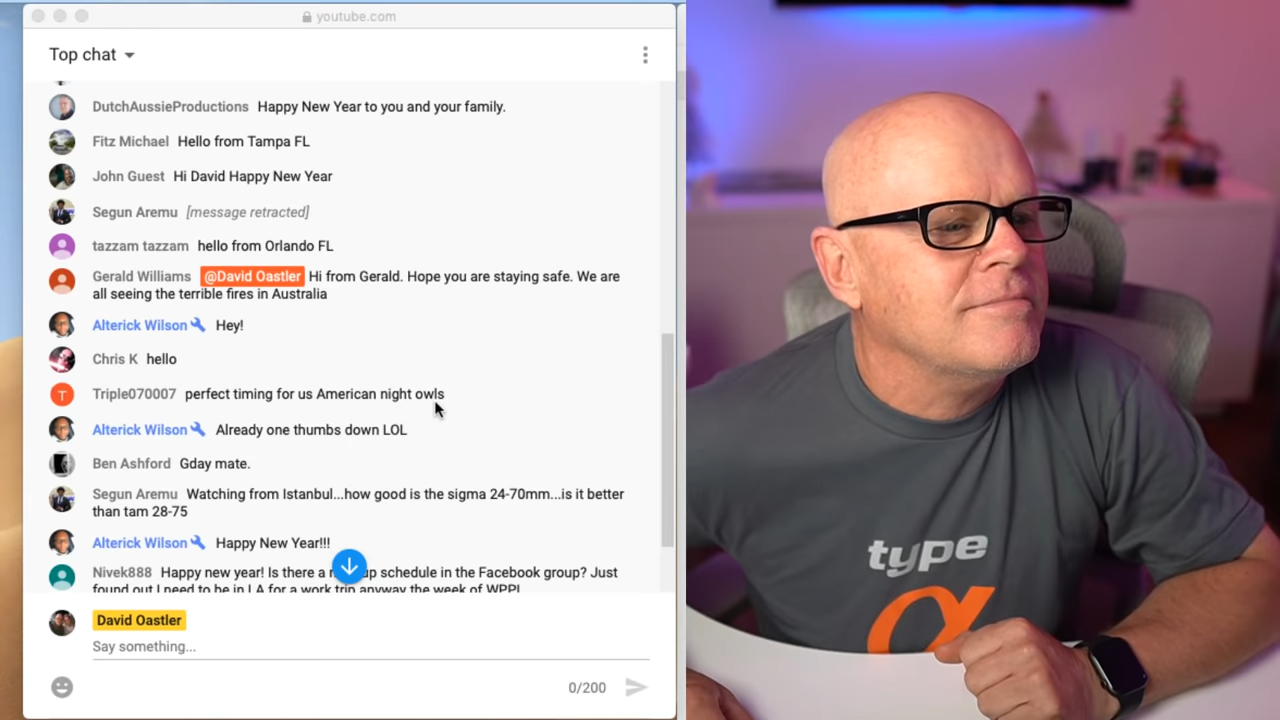 youtube.com
Top chat
DutchAussieProductions Happy New Year to you and your family.
Fitz Michael Hello from Tampa FL
John Guest Hi David Happy New Year
Segun Aremu [message retracted]
tazzam tazzam hello from Orlando FL
Gerald Williams @David Oastler Hi from Gerald. Hope you are staying safe. We are
all seeing the terrible fires in Australia
Alterick Wilson Hey!
Chris K hello
T Triple070007 perfect timing for us American night owls
Alterick Wilson Already one thumbs down LOL
Ben Ashford Gday mate.
Segun Aremu Watching from Istanbul...how good is the sigma 24-70mm...is it better
than tam 28-75
Alterick Wilson Happy New Year!!!
Nivek888 Happy new year! Is there a up schedule in the Facebook group? Just
found out I need to be in LA for a work trip anyway the week of WPPI
David Oastler
Say something...
0/200
type
α